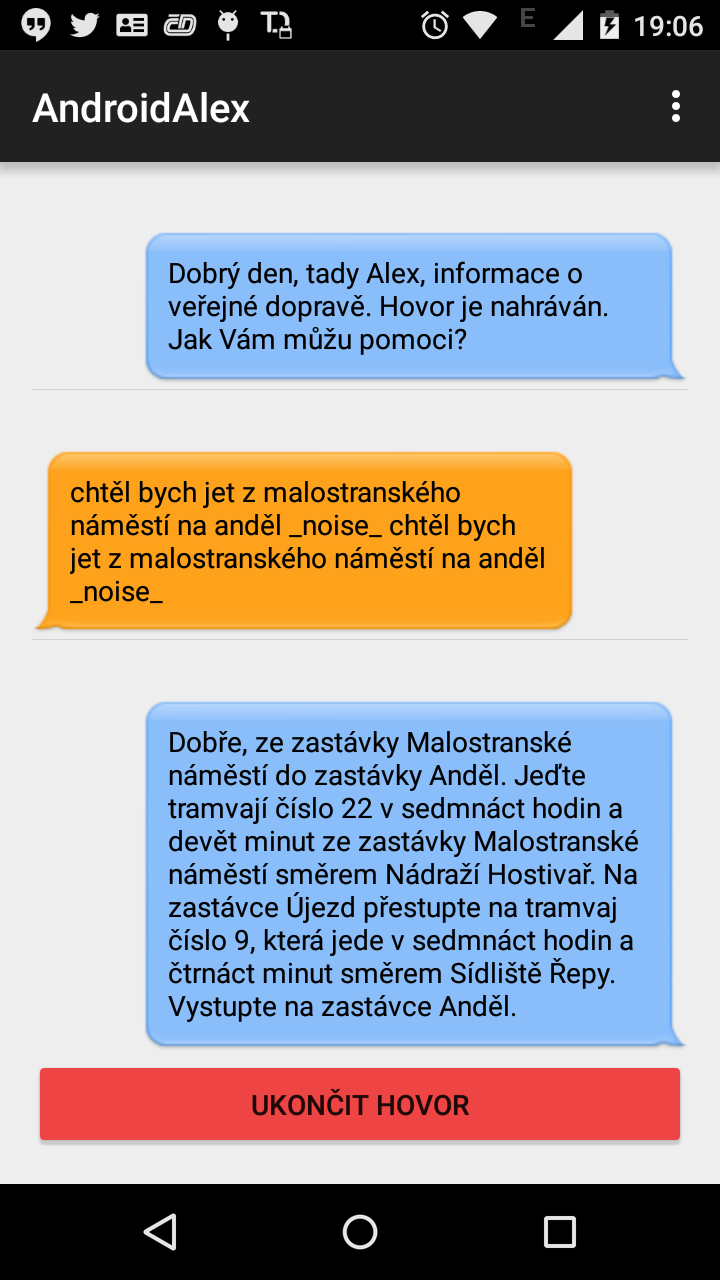 E 19:06
AndroidAlex
Dobrý den, tady Alex, informace o
veřejné dopravě. Hovor je nahráván.
Jak Vám můžu pomoci?
chtěl bych jet z malostranského
náměstí na anděl _noise_ chtěl bych
jet z malostranského náměstí na anděl
_noise_
Dobře, ze zastávky Malostranské
náměstí do zastávky Anděl. Jeďte
tramvají číslo 22 v sedmnáct hodin a
devět minut ze zastávky Malostranské
náměstí směrem Nádraží Hostivař. Na
zastávce Újezd přestupte na tramvaj
číslo 9, která jede v sedmnáct hodin a
čtrnáct minut směrem Sídliště Řepy.
Vystupte na zastávce Anděl.
UKONČIT HOVOR